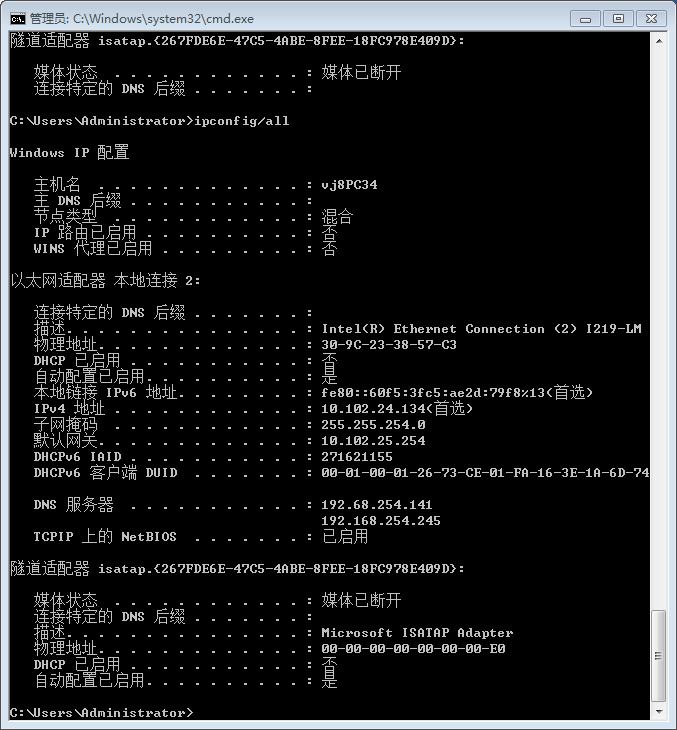 管理员: C:\Windows\system32\cmd.exe
隧道适配器 isatap.{267FDE6E-47C5-4ABE-8FEE-18FC978E409D}:
媒体状态 . . . . . . . . . . . . : 媒体已断开
连接特定的 DNS 后缀 . . . . . . . :
C:\Users\Administrator>ipconfig/all
Windows IP 配置
主机名 . . . . . . . . . . . . . : vj8PC34
主 DNS 后缀 . . . . . . . . . . . :
节点类型 . . . . . . . . . . . . : 混合
IP 路由已启用 . . . . . . . . . . : 否
WINS 代理已启用 . . . . . . . . . : 否
以太网适配器 本地连接 2:
连接特定的 DNS 后缀 . . . . . . . :
描述. . . . . . . . . . . . . . . : Intel(R) Ethernet Connection (2) I219-LM
物理地址. . . . . . . . . . . . . : 30-9C-23-38-57-C3
DHCP 已启用 . . . . . . . . . . . : 否
自动配置已启用. . . . . . . . . . : 是
本地链接 IPv6 地址. . . . . . . . : fe80::60f5:3fc5:ae2d:79f8%13(首选)
IPv4 地址 . . . . . . . . . . . . : 10.102.24.134(首选)
子网掩码 . . . . . . . . . . . . : 255.255.254.0
默认网关. . . . . . . . . . . . . : 10.102.25.254
DHCPv6 IAID . . . . . . . . . . . : 271621155
DHCPv6 客户端 DUID . . . . . . . : 00-01-00-01-26-73-CE-01-FA-16-3E-1A-6D-74
DNS 服务器 . . . . . . . . . . . : 192.68.254.141
192.168.254.245
TCPIP 上的 NetBIOS . . . . . . . : 已启用
隧道适配器 isatap.{267FDE6E-47C5-4ABE-8FEE-18FC978E409D}:
媒体状态 . . . . . . . . . . . . : 媒体已断开
连接特定的 DNS 后缀 . . . . . . . :
描述. . . . . . . . . . . . . . . : Microsoft ISATAP Adapter
物理地址. . . . . . . . . . . . . : 00-00-00-00-00-00-00-E0
DHCP 已启用 . . . . . . . . . . . : 否
自动配置已启用. . . . . . . . . . : 是
C:\Users\Administrator>